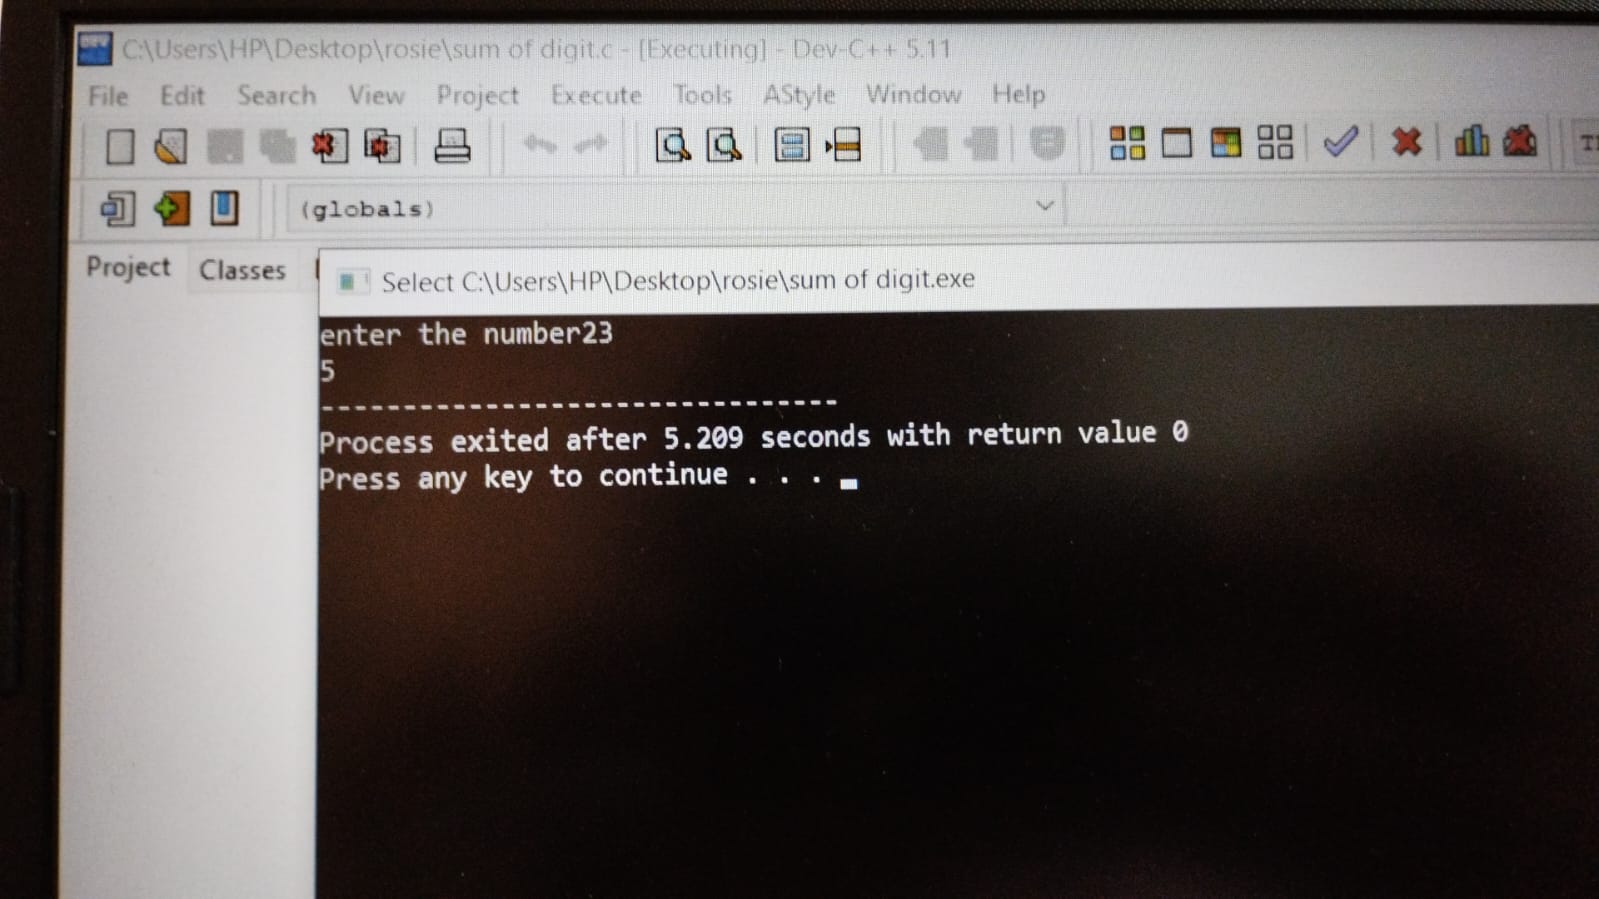 C:\Users\HP\Desktop\rosie\sum of digit.c - [Executing] - Dev-C++ 5.11
File Edit Search View Project Execute Tools AStyle Window Help
(globals)
Project Classes
Select C:\Users\HP\Desktop\rosie\sum of digit.exe
enter the number23
5
--------------------------------
Process exited after 5.209 seconds with return value 0
Press any key to continue . . .